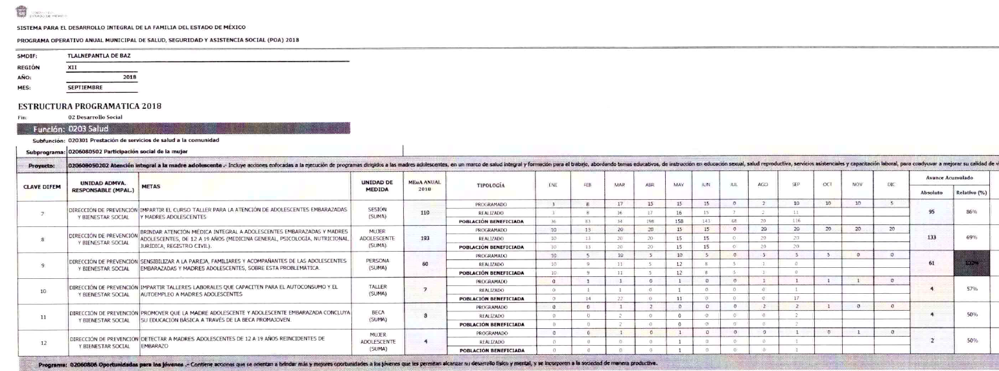 ESTADO DE MÉXICO
SISTEMA PARA EL DESARROLLO INTEGRAL DE LA FAMILIA DEL ESTADO DE MÉXICO
PROGRAMA OPERATIVO ANUAL MUNICIPAL DE SALUD, SEGURIDAD Y ASISTENCIA SOCIAL (POA) 2018
SMDIF: TLALNEPANTLA DE BAZ
REGIÓN XII
AÑO: 2018
MES: SEPTIEMBRE
ESTRUCTURA PROGRAMATICA 2018
Fin: 02 Desarrollo Social
Función: 0203 Salud
Subfunción: 020301 Prestación de servicios de salud a la comunidad
Subprograma: 0206080502 Participación social de la mujer
Proyecto: 020608050202 Atención integral a la madre adolescente .- Incluye acciones enfocadas a la ejecución de programas dirigidos a las madres adolescentes, en un marco de salud integral y formación para el trabajo, abordando temas educativos, de instrucción en educación sexual, salud reproductiva, servicios asistenciales y capacitación laboral, para coadyuvar a mejorar su calidad de vi
CLAVE DIFEM UNIDAD ADMVA. RESPONSABLE (MPAL.) METAS UNIDAD DE MEDIDA META ANUAL 2018 TIPOLOGÍA ENE FEB MAR ABR MAY JUN JUL AGO SEP OCT NOV DIC Avance Acumulado
Absoluto Relativo (%)
7 DIRECCIÓN DE PREVENCIÓN Y BIENESTAR SOCIAL IMPARTIR EL CURSO TALLER PARA LA ATENCIÓN DE ADOLESCENTES EMBARAZADAS Y MADRES ADOLESCENTES SESIÓN (SUMA) 110 95 86%
PROGRAMADO 3 8 17 15 15 15 0 2 10 10 10 5
REALIZADO 3 8 16 17 16 15 7 2 11
POBLACIÓN BENEFICIADA 36 83 34 198 158 143 68 20 116
8 DIRECCIÓN DE PREVENCIÓN Y BIENESTAR SOCIAL BRINDAR ATENCIÓN MÉDICA INTEGRAL A ADOLESCENTES EMBARAZADAS Y MADRES ADOLESCENTES, DE 12 A 19 AÑOS (MEDICINA GENERAL, PSICOLOGÍA, NUTRICIONAL, JURÍDICA, REGISTRO CIVIL). MUJER ADOLESCENTE (SUMA) 193 133 69%
PROGRAMADO 10 13 20 20 15 15 0 20 20 20 20 20
REALIZADO 10 13 20 20 15 15 0 20 20
POBLACIÓN BENEFICIADA 10 13 20 20 15 15 0 20 20
9 DIRECCIÓN DE PREVENCIÓN Y BIENESTAR SOCIAL SENSIBILIZAR A LA PAREJA, FAMILIARES Y ACOMPAÑANTES DE LAS ADOLESCENTES EMBARAZADAS Y MADRES ADOLESCENTES, SOBRE ESTA PROBLEMÁTICA. PERSONA (SUMA) 60 61
PROGRAMADO 10 5 10 5 10 5 0 5 5 5 0 0
REALIZADO 10 9 11 5 12 8 5 1 0
POBLACIÓN BENEFICIADA 10 9 11 5 12 8 5 1 0
10 DIRECCIÓN DE PREVENCIÓN Y BIENESTAR SOCIAL IMPARTIR TALLERES LABORALES QUE CAPACITEN PARA EL AUTOCONSUMO Y EL AUTOEMPLEO A MADRES ADOLESCENTES TALLER (SUMA) 7 4 57%
PROGRAMADO 0 1 1 0 1 0 0 1 1 1 1 0
REALIZADO 0 1 1 0 1 0 0 0 1
POBLACIÓN BENEFICIADA 0 14 22 0 11 0 0 0 17
11 DIRECCIÓN DE PREVENCIÓN Y BIENESTAR SOCIAL PROMOVER QUE LA MADRE ADOLESCENTE Y ADOLESCENTE EMBARAZADA CONCLUYA SU EDUCACIÓN BÁSICA A TRAVÉS DE LA BECA PROMAJOVEN. BECA (SUMA) 8 4 50%
PROGRAMADO 0 0 1 2 0 0 0 2 2 1 0 0
REALIZADO 0 0 2 0 0 0 0 0 2
POBLACIÓN BENEFICIADA 0 0 2 0 0 0 0 0 2
12 DIRECCIÓN DE PREVENCIÓN Y BIENESTAR SOCIAL DETECTAR A MADRES ADOLESCENTES DE 12 A 19 AÑOS REINCIDENTES DE EMBARAZO MUJER ADOLESCENTE (SUMA) 4 2 50%
PROGRAMADO 0 0 1 0 1 0 0 0 1 0 1 0
REALIZADO 0 0 0 0 1 0 0 0 1
POBLACIÓN BENEFICIADA 0 0 0 0 1 0 0 0 1
Programa: 02060806 Oportunidades para los jóvenes .- Contiene acciones que se orientan a brindar más y mejores oportunidades a los jóvenes que les permitan alcanzar su desarrollo físico y mental, y se incorporen a la sociedad de manera productiva.